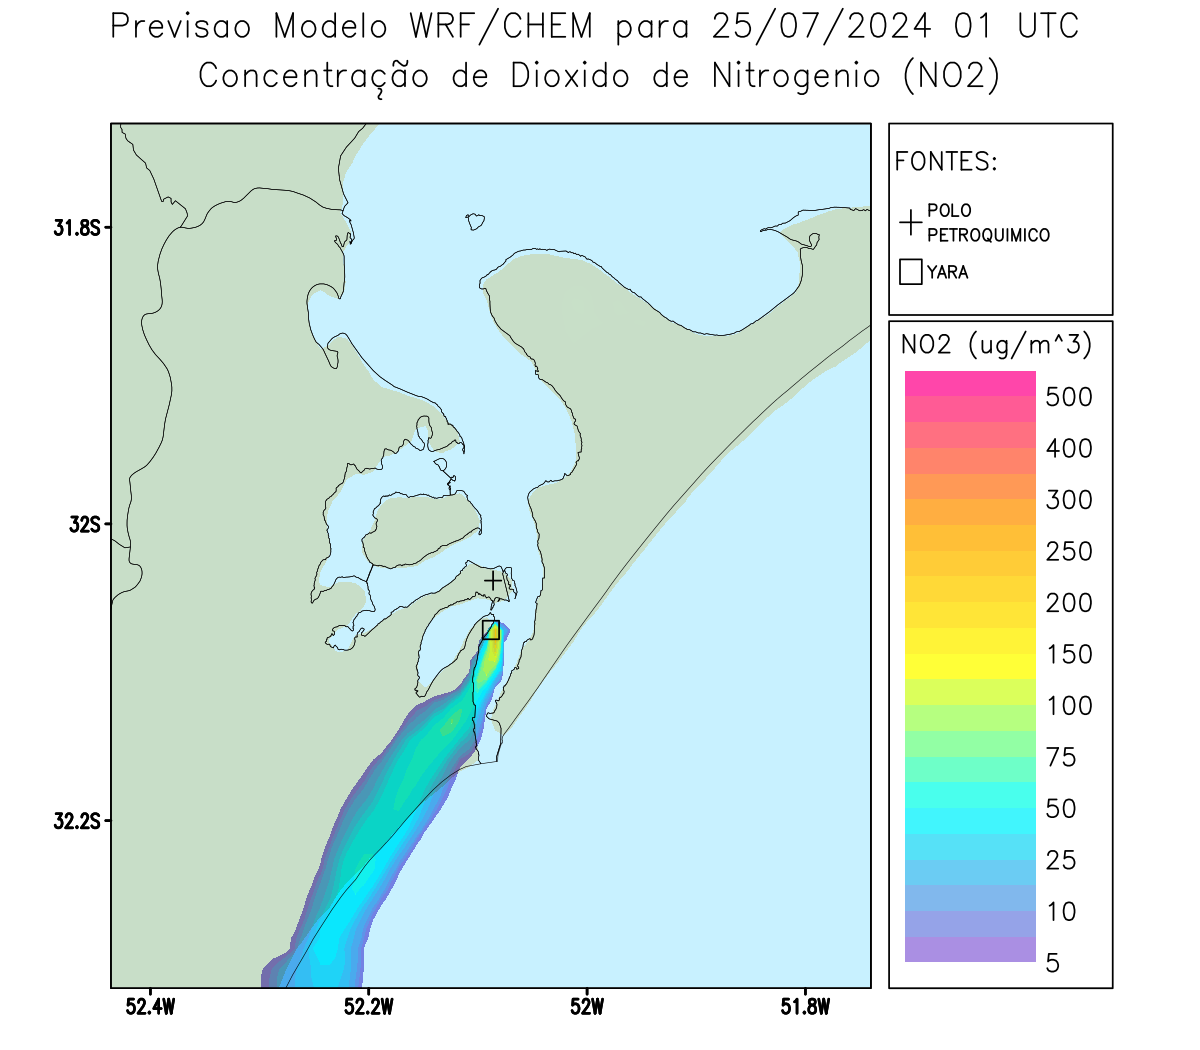 Previsao Modelo WRF/CHEM para 25/07/2024 01 UTC
Concentração de Dioxido de Nitrogenio (NO2)
FONTES:
POLO
PETROQUIMICO
YARA
NO2 (ug/m^3)
500
400
300
250
200
150
100
75
50
25
10
5
31.8S
32S
32.2S
52.4W
52.2W
52W
51.8W